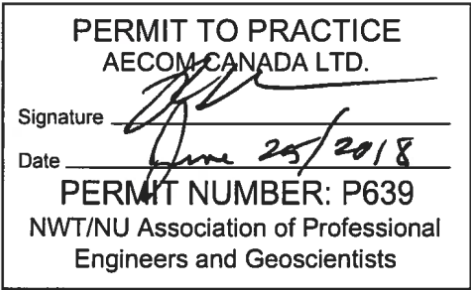 PERMIT TO PRACTICE
AECOM CANADA LTD.
Signature
Date June 25/2018
PERMIT NUMBER: P639
NWT/NU Association of Professional
Engineers and Geoscientists